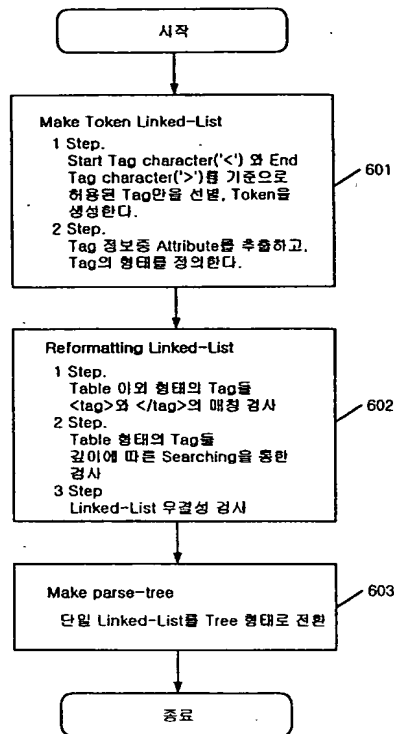 시작
Make Token Linked-List
1 Step.
Start Tag character('<') 와 End
Tag character('>')를 기준으로
허용된 Tag만을 선별, Token을
생성한다.
2 Step.
Tag 정보중 Attribute를 추출하고,
Tag의 형태를 정의한다.
601
Reformatting Linked-List
1 Step.
Table 이외 형태의 Tag들
<tag>와 </tag>의 매칭 검사
2 Step.
Table 형태의 Tag들
깊이에 따른 Searching을 통한
검사
3 Step
Linked-List 무결성 검사
602
Make parse-tree
단일 Linked-List를 Tree 형태로 전환
603
종료